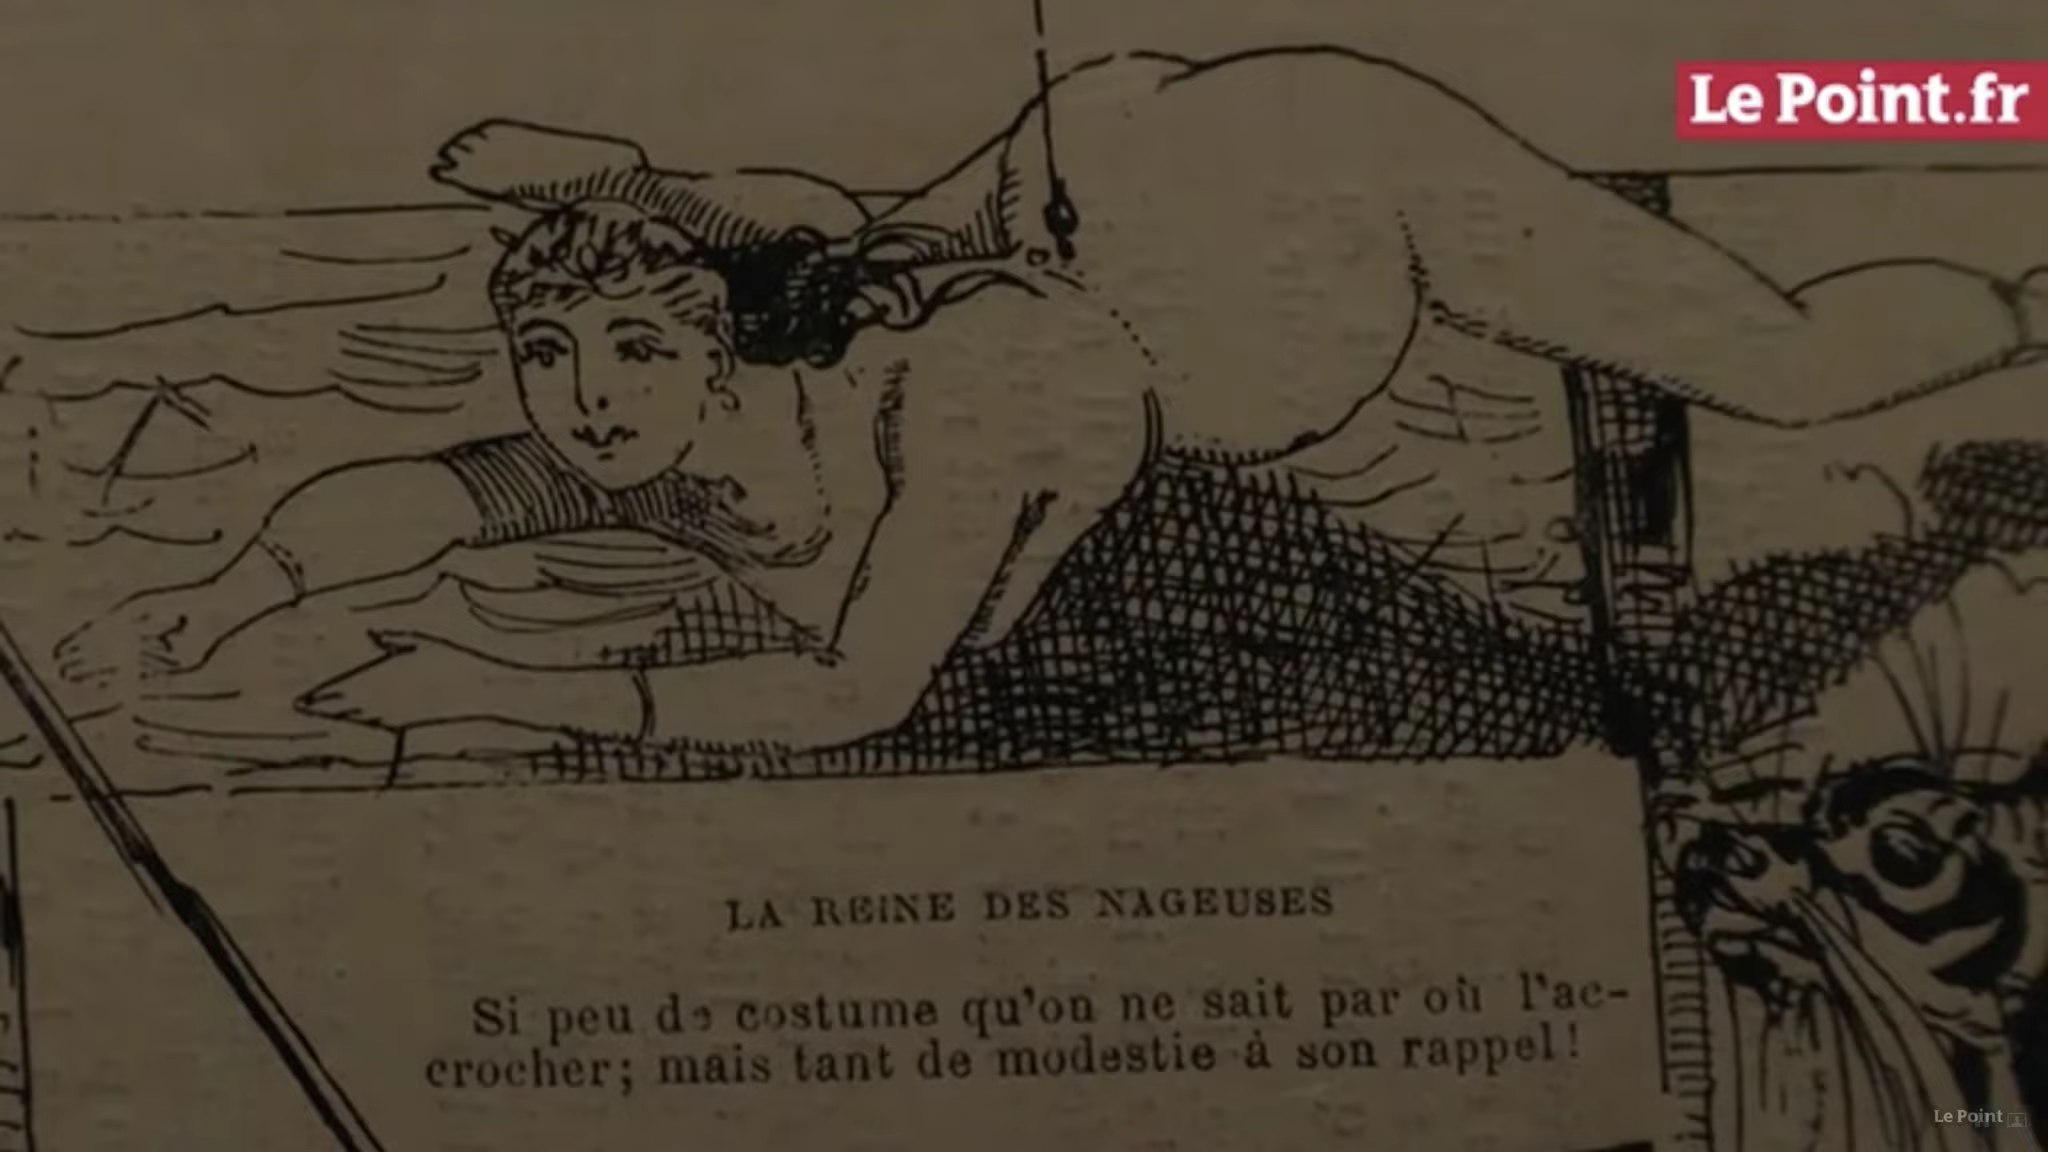 Le Point.fr
LA REINE DES NAGEUSES
Si peu de costume qu'on ne sait par où l'ac-
crocher; mais tant de modestie à son rappel!
Le Point